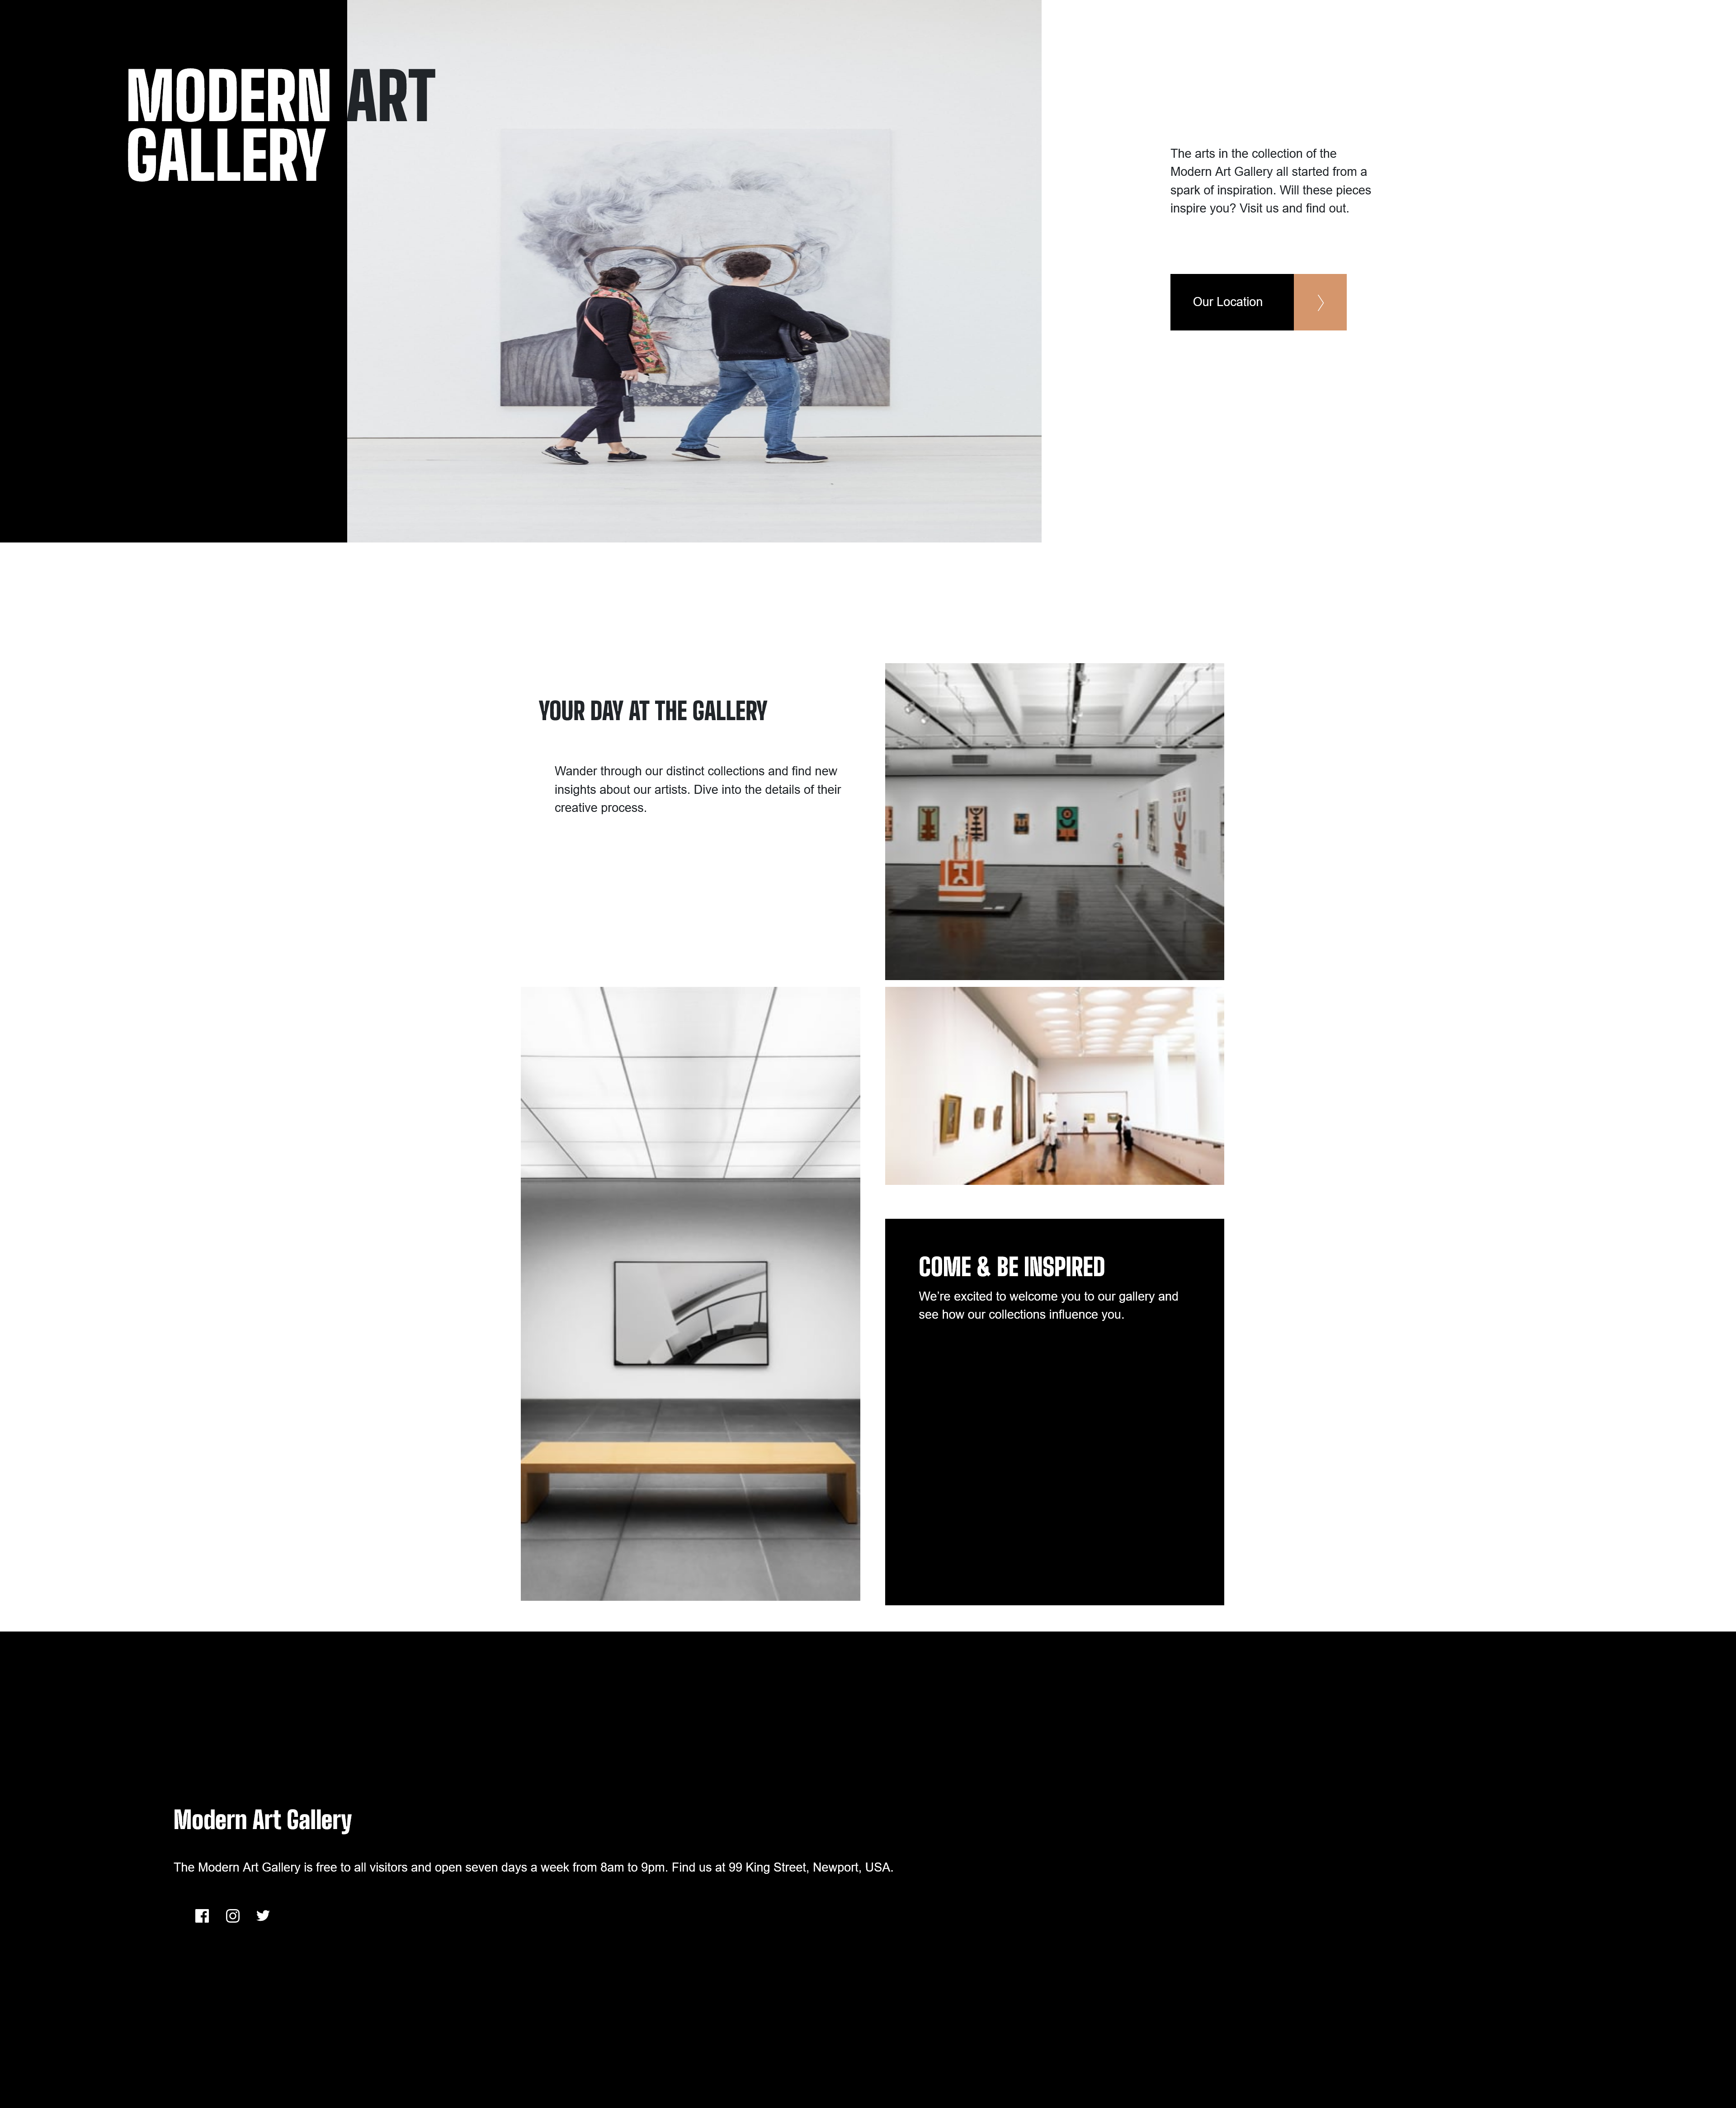 MODERN ART
GALLERY
The arts in the collection of the
Modern Art Gallery all started from a
spark of inspiration. Will these pieces
inspire you? Visit us and find out.
Our Location
YOUR DAY AT THE GALLERY
Wander through our distinct collections and find new
insights about our artists. Dive into the details of their
creative process.
COME & BE INSPIRED
We’re excited to welcome you to our gallery and
see how our collections influence you.
Modern Art Gallery
The Modern Art Gallery is free to all visitors and open seven days a week from 8am to 9pm. Find us at 99 King Street, Newport, USA.